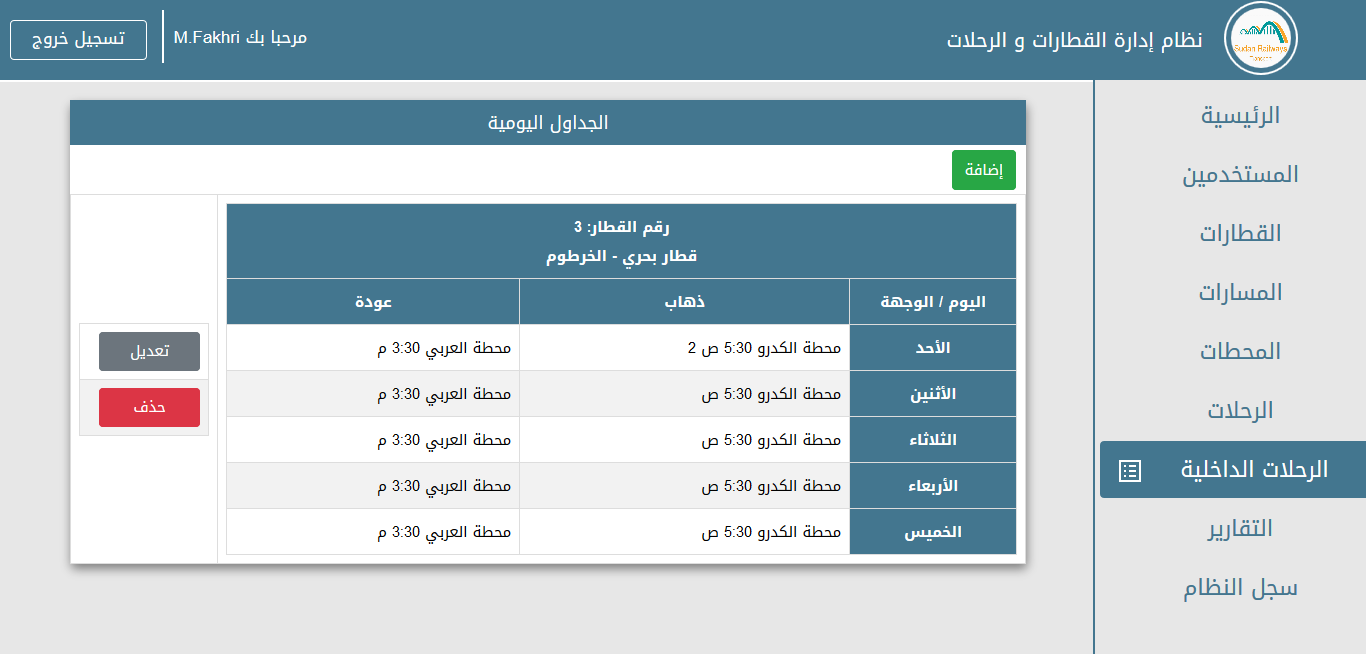 Sudan Railways
نظام إدارة القطارات و الرحلات
مرحبا بك M.Fakhri
تسجيل خروج
الرئيسية
المستخدمين
القطارات
المسارات
المحطات
الرحلات
الرحلات الداخلية
التقارير
سجل النظام
الجداول اليومية
إضافة
رقم القطار: 3
قطار بحري - الخرطوم
اليوم / الوجهة ذهاب عودة
الأحد محطة الكدرو 5:30 ص 2 محطة العربي 3:30 م
الأثنين محطة الكدرو 5:30 ص محطة العربي 3:30 م
الثلاثاء محطة الكدرو 5:30 ص محطة العربي 3:30 م
الأربعاء محطة الكدرو 5:30 ص محطة العربي 3:30 م
الخميس محطة الكدرو 5:30 ص محطة العربي 3:30 م
تعديل
حذف